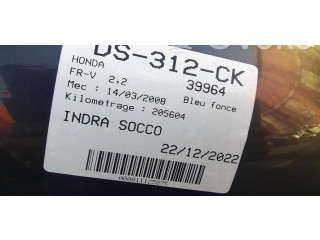 DS-312-CK
HONDA
FR-V 2.2 39964
Mec : 14/03/2008 Bleu fonce
Kilometrage : 205604
INDRA SOCCO
22/12/2022